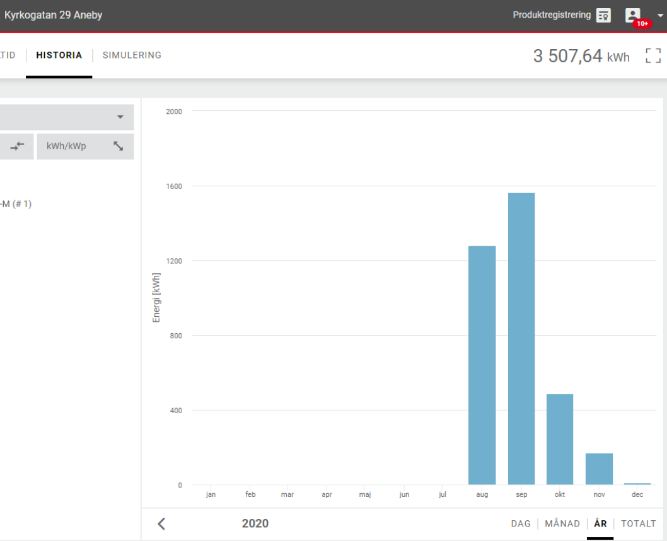 Kyrkogatan 29 Aneby
Produktregistrering
10+
TID HISTORIA SIMULERING
3 507,64 kWh
kWh/kWp
-M (# 1)
2000
1600
1200
800
400
0
Energi [kWh]
jan feb mar apr maj jun jul aug sep okt nov dec
2020
DAG MÅNAD ÅR TOTALT